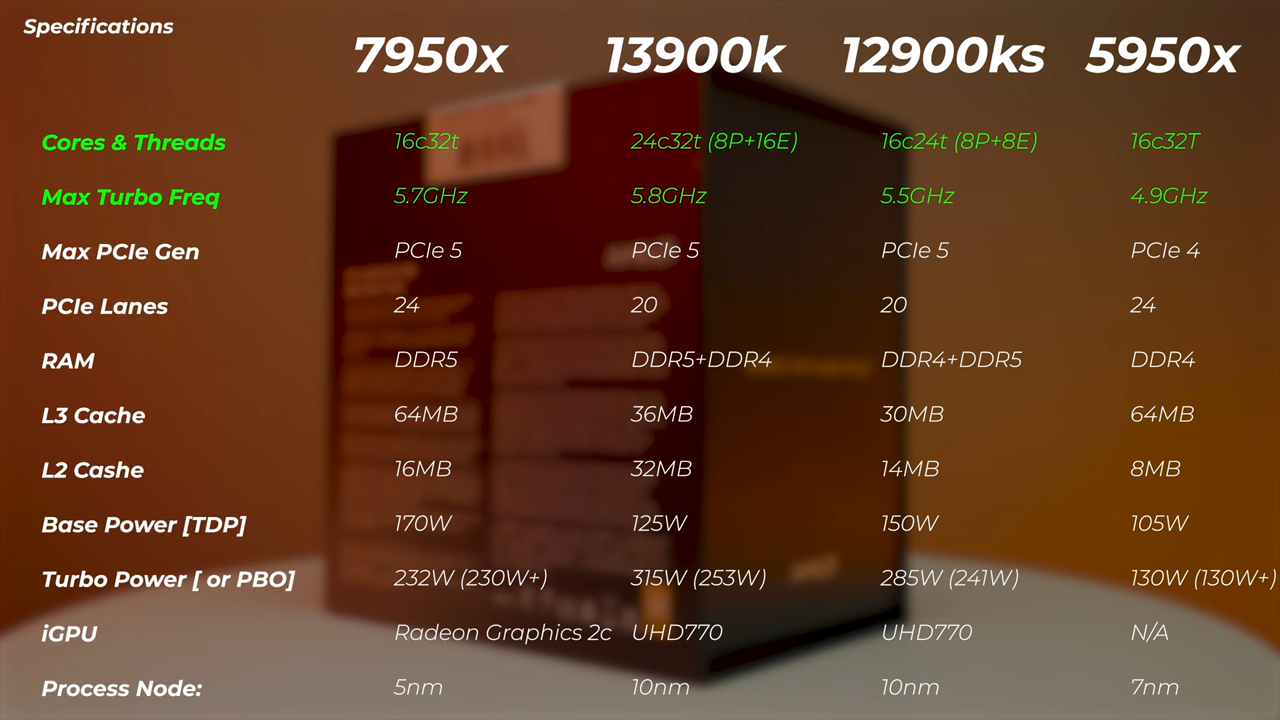 Specifications
7950x 13900k 12900ks 5950x
Cores & Threads 16c32t 24c32t (8P+16E) 16c24t (8P+8E) 16c32T
Max Turbo Freq 5.7GHz 5.8GHz 5.5GHz 4.9GHz
Max PCIe Gen PCIe 5 PCIe 5 PCIe 5 PCIe 4
PCIe Lanes 24 20 20 24
RAM DDR5 DDR5+DDR4 DDR4+DDR5 DDR4
L3 Cache 64MB 36MB 30MB 64MB
L2 Cashe 16MB 32MB 14MB 8MB
Base Power [TDP] 170W 125W 150W 105W
Turbo Power [ or PBO] 232W (230W+) 315W (253W) 285W (241W) 130W (130W+)
iGPU Radeon Graphics 2c UHD770 UHD770 N/A
Process Node: 5nm 10nm 10nm 7nm